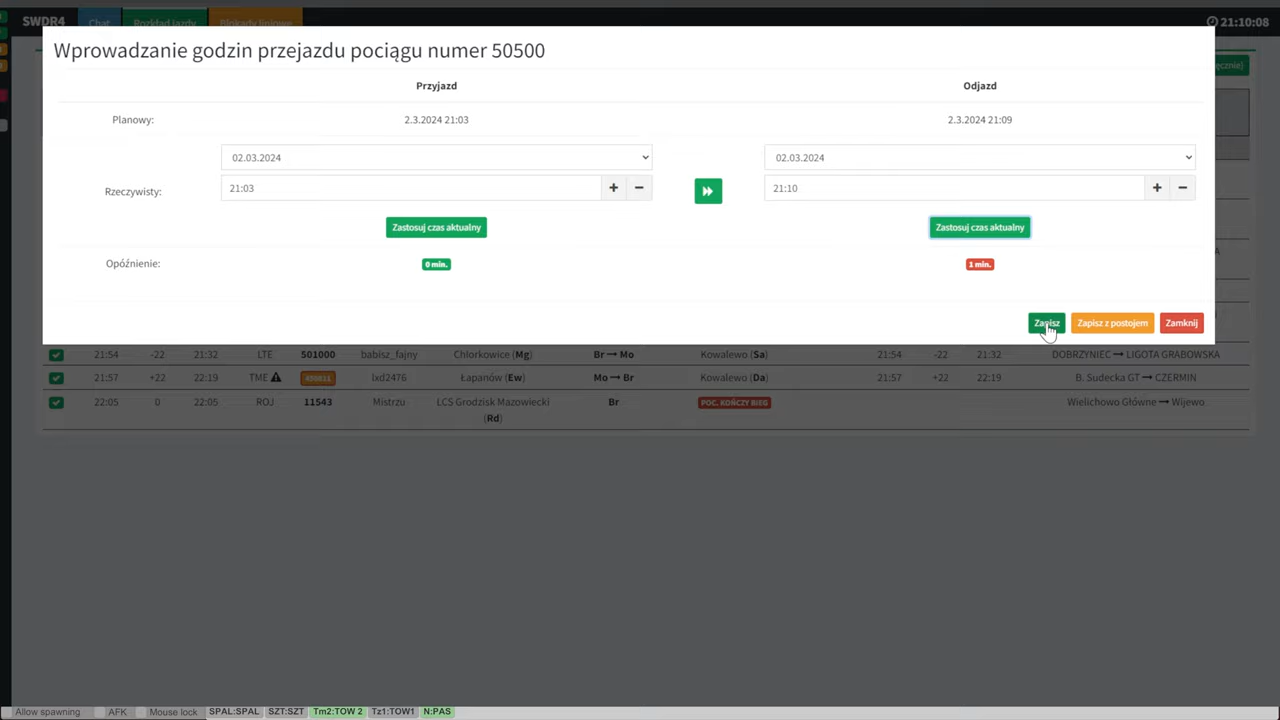 SWDR4 Chat Rozkład jazdy Blokady liniowe 21:10:08
Wprowadzanie godzin przejazdu pociągu numer 50500
ęcznie)
Przyjazd Odjazd
Planowy: 2.3.2024 21:03 2.3.2024 21:09
02.03.2024 02.03.2024
Rzeczywisty: 21:03 + − 21:10 + −
Zastosuj czas aktualny Zastosuj czas aktualny
Opóźnienie: 0 min. 1 min.
Zapisz Zapisz z postojem Zamknij
21:54 -22 21:32 LTE 501000 babisz_fajny Chlorkowice (Mg) Br → Mo Kowalewo (Sa) 21:54 -22 21:32 DOBRZYNIEC → LIGOTA GRABOWSKA
21:57 +22 22:19 TME lxd2476 Łapanów (Ew) Mo → Br Kowalewo (Da) 21:57 +22 22:19 B. Sudecka GT → CZERMIN
22:05 0 22:05 ROJ 11543 Mistrzu LCS Grodzisk Mazowiecki Br POC. KOŃCZY BIEG Wielichowo Główne → Wijewo
(Rd)
Allow spawning AFK Mouse lock SPAL:SPAL SZT:SZT Tm2:TOW 2 Tz1:TOW1 N:PAS